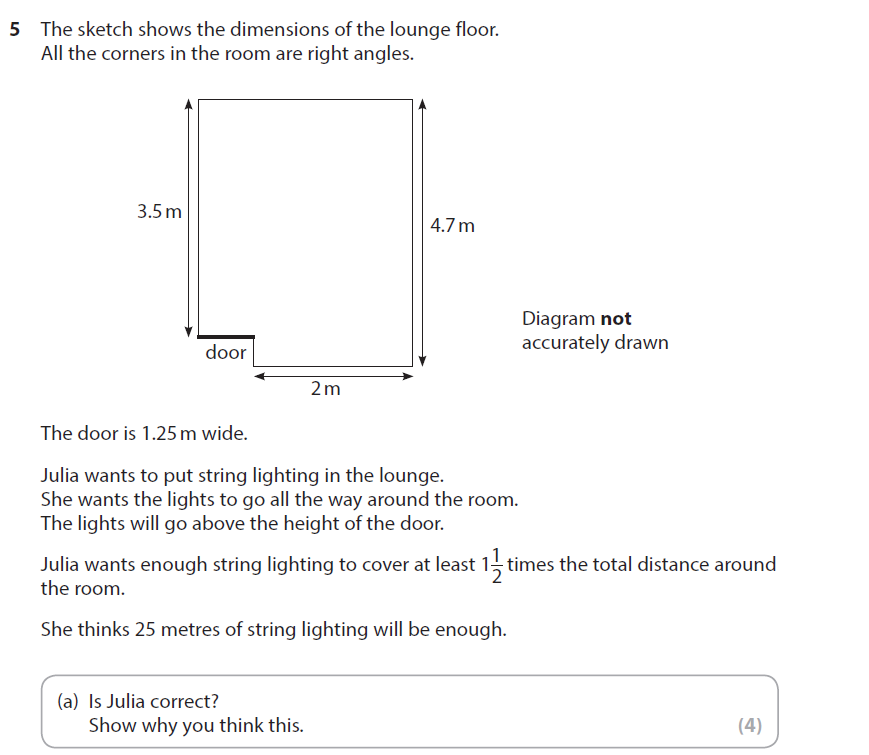 5 The sketch shows the dimensions of the lounge floor.
All the corners in the room are right angles.
3.5 m
4.7 m
Diagram not
accurately drawn
door
2 m
The door is 1.25 m wide.
Julia wants to put string lighting in the lounge.
She wants the lights to go all the way around the room.
The lights will go above the height of the door.
Julia wants enough string lighting to cover at least 1 1/2 times the total distance around
the room.
She thinks 25 metres of string lighting will be enough.
(a) Is Julia correct?
Show why you think this. (4)